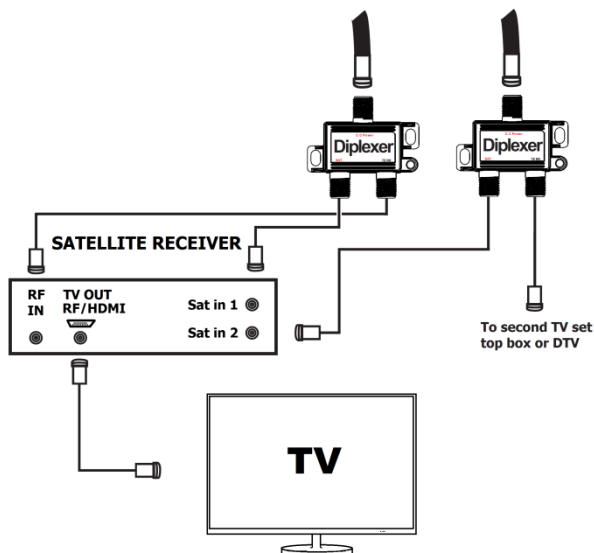 Diplexer
Diplexer
SATELLITE RECEIVER
RF IN
TV OUT RF/HDMI
Sat in 1
Sat in 2
To second TV set
top box or DTV
TV